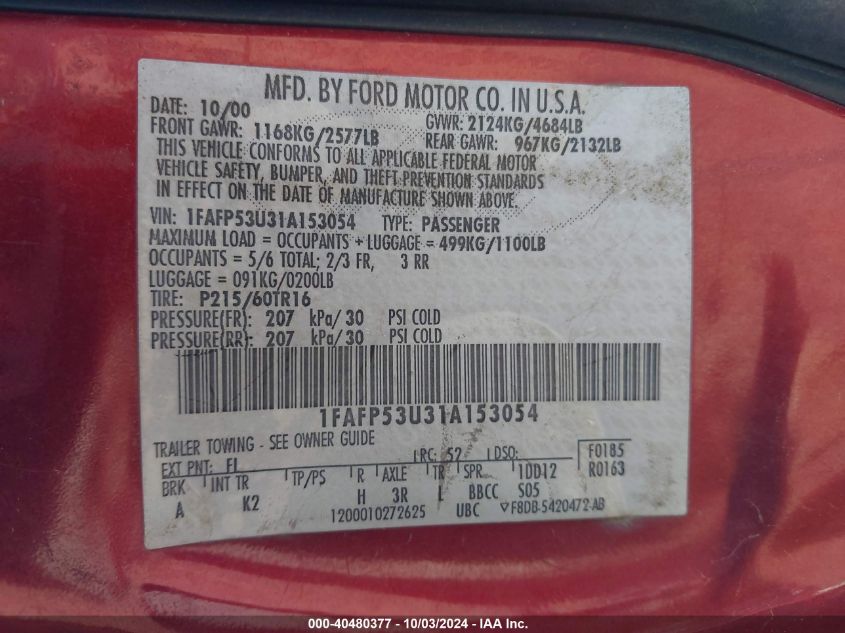 MFD. BY FORD MOTOR CO. IN U.S.A.
DATE: 10/00 GVWR: 2124KG/4684LB
FRONT GAWR: 1168KG/2577LB REAR GAWR: 967KG/2132LB
THIS VEHICLE CONFORMS TO ALL APPLICABLE FEDERAL MOTOR
VEHICLE SAFETY, BUMPER, AND THEFT PREVENTION STANDARDS
IN EFFECT ON THE DATE OF MANUFACTURE SHOWN ABOVE.
VIN: 1FAFP53U31A153054 TYPE: PASSENGER
MAXIMUM LOAD = OCCUPANTS + LUGGAGE = 499KG/1100LB
OCCUPANTS = 5/6 TOTAL; 2/3 FR, 3 RR
LUGGAGE = 091KG/0200LB
TIRE: P215/60TR16
PRESSURE(FR): 207 kPa/30 PSI COLD
PRESSURE(RR): 207 kPa/30 PSI COLD
1FAFP53U31A153054
TRAILER TOWING - SEE OWNER GUIDE
EXT PNT: FL RC: 52 DSO: F0185
BRK INT TR TP/PS R AXLE TR SPR 1DD12 R0163
A K2 H 3R L BBCC S05
1200010272625 UBC ▽F8DB-5420472-AB
000-40480377 - 10/03/2024 - IAA Inc.